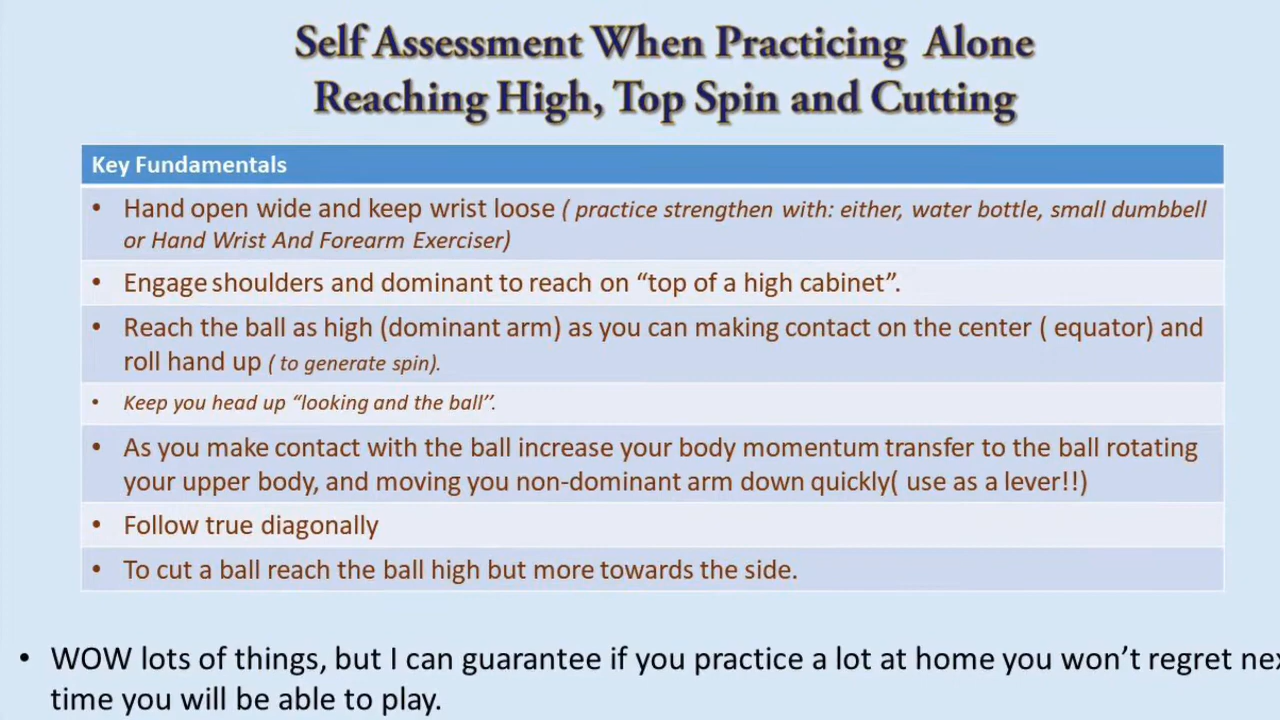 Self Assessment When Practicing Alone
Reaching High, Top Spin and Cutting
Key Fundamentals
• Hand open wide and keep wrist loose ( practice strengthen with: either, water bottle, small dumbbell
or Hand Wrist And Forearm Exerciser)
• Engage shoulders and dominant to reach on “top of a high cabinet”.
• Reach the ball as high (dominant arm) as you can making contact on the center ( equator) and
roll hand up ( to generate spin).
• Keep you head up “looking and the ball”.
• As you make contact with the ball increase your body momentum transfer to the ball rotating
your upper body, and moving you non-dominant arm down quickly( use as a lever!!)
• Follow true diagonally
• To cut a ball reach the ball high but more towards the side.
• WOW lots of things, but I can guarantee if you practice a lot at home you won’t regret
time you will be able to play.